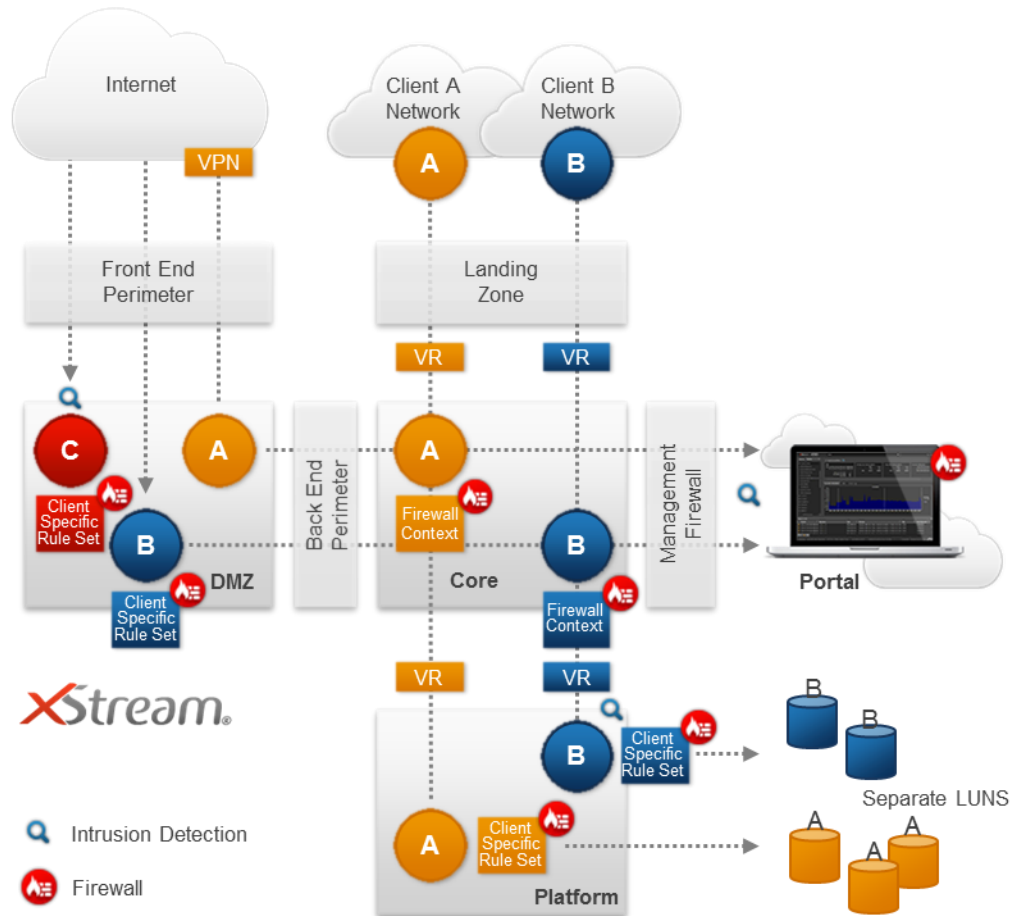 Internet
Client A
Network
Client B
Network
VPN
A
B
Front End
Perimeter
Landing
Zone
VR
VR
C
A
A
Client
Specific
Rule Set
B
DMZ
Client
Specific
Rule Set
Back End
Perimeter
Firewall
Context
B
Core
Firewall
Context
Management
Firewall
Portal
VR
VR
xStream®
B
Client
Specific
Rule Set
B
B
Separate LUNS
A
Client
Specific
Rule Set
A
A
A
Platform
Intrusion Detection
Firewall